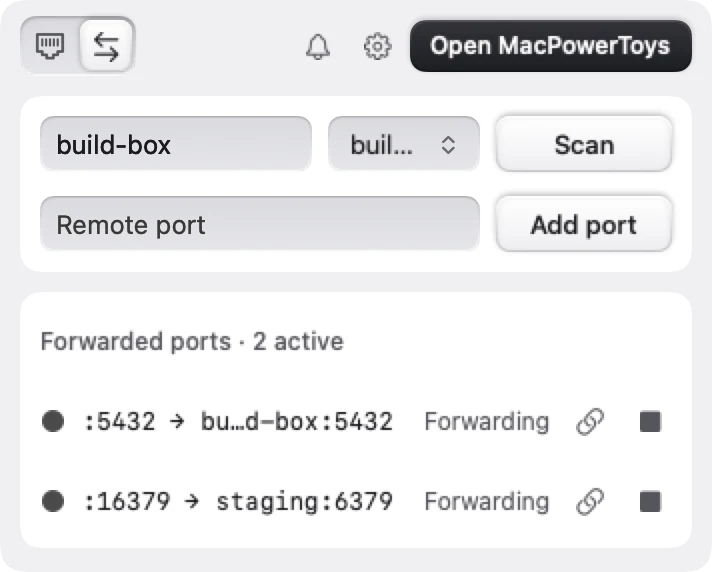 Open MacPowerToys
build-box buil... Scan
Remote port Add port
Forwarded ports · 2 active
:5432 → bu…d-box:5432 Forwarding
:16379 → staging:6379 Forwarding